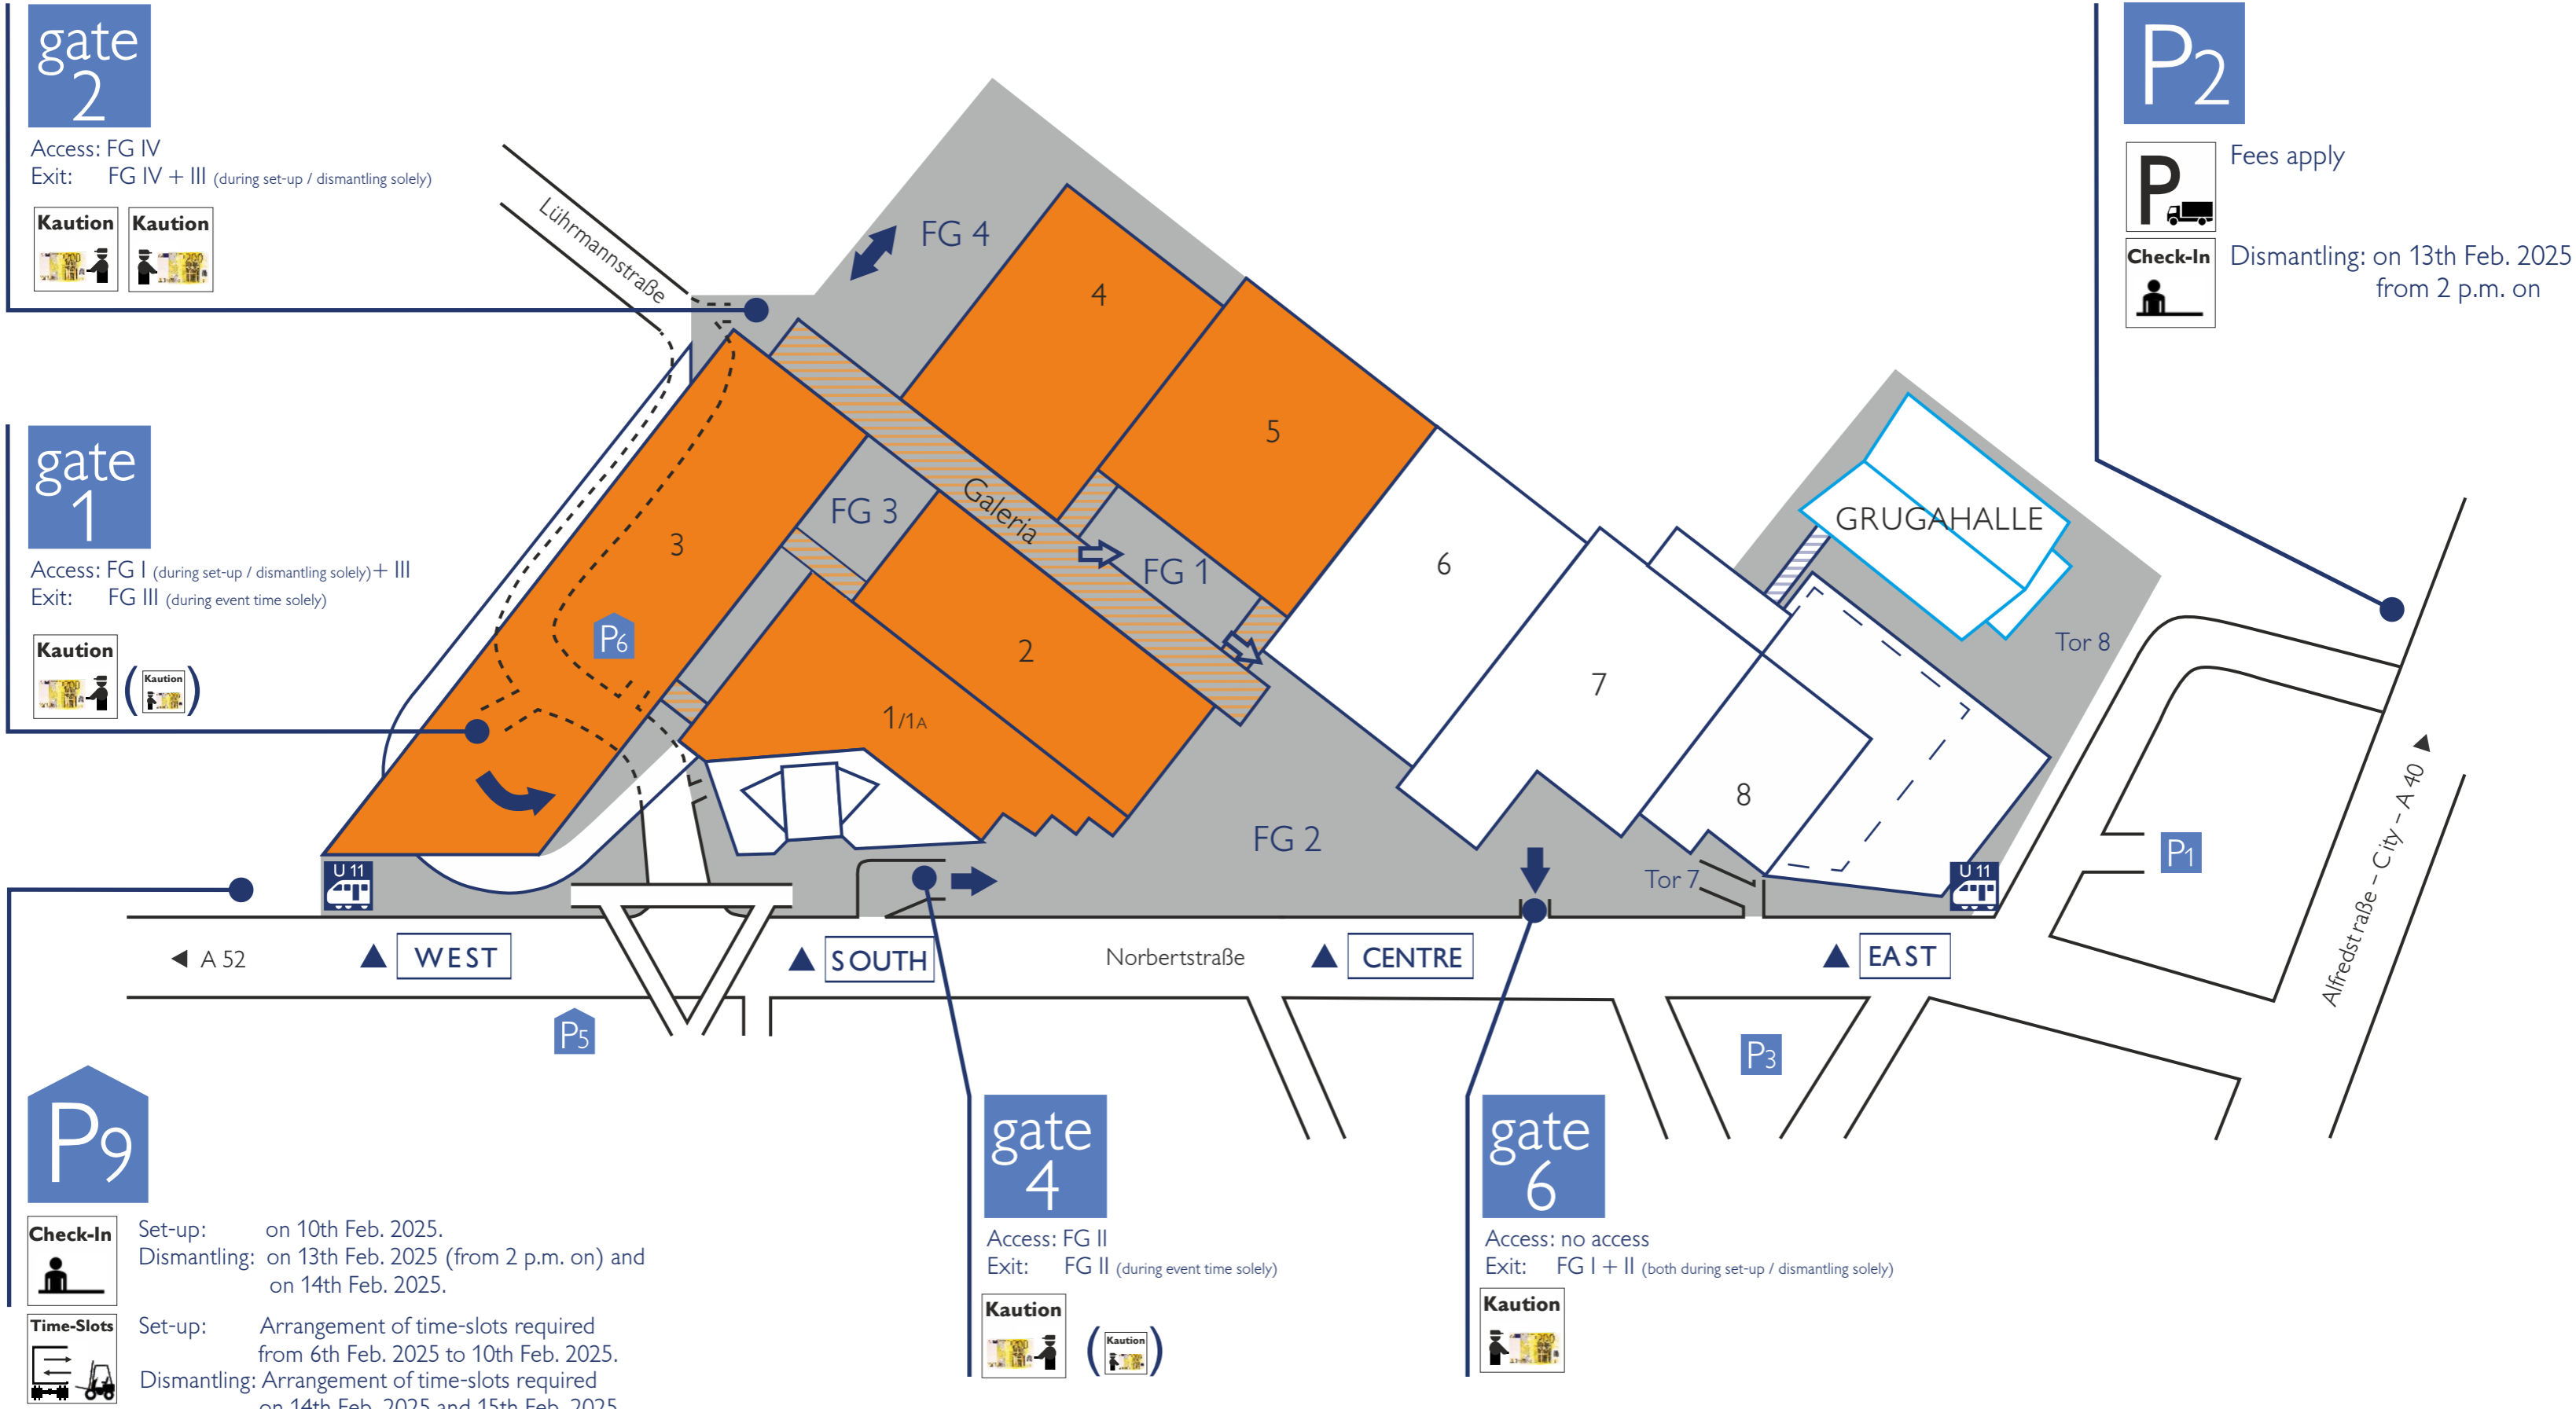 gate
2
Access: FG IV
Exit: FG IV + III (during set-up / dismantling solely)
Kaution Kaution
gate
1
Access: FG I (during set-up / dismantling solely) + III
Exit: FG III (during event time solely)
Kaution
(Kaution)
P2
P
Fees apply
Check-In
Dismantling: on 13th Feb. 2025
from 2 p.m. on
Lührmannstraße
FG 4
4
5
3
FG 3
Galeria
FG 1
6
GRUGAHALLE
P6
2
7
Tor 8
1/1A
8
FG 2
Tor 7
U 11
U 11
P1
Alfredstraße – City – A 40
A 52
WEST
SOUTH
Norbertstraße
CENTRE
EAST
P5
P3
P9
Check-In
Set-up: on 10th Feb. 2025.
Dismantling: on 13th Feb. 2025 (from 2 p.m. on) and
on 14th Feb. 2025.
Time-Slots
Set-up: Arrangement of time-slots required
from 6th Feb. 2025 to 10th Feb. 2025.
Dismantling: Arrangement of time-slots required
on 14th Feb. 2025 and 15th Feb. 2025
gate
4
Access: FG II
Exit: FG II (during event time solely)
Kaution
(Kaution)
gate
6
Access: no access
Exit: FG I + II (both during set-up / dismantling solely)
Kaution